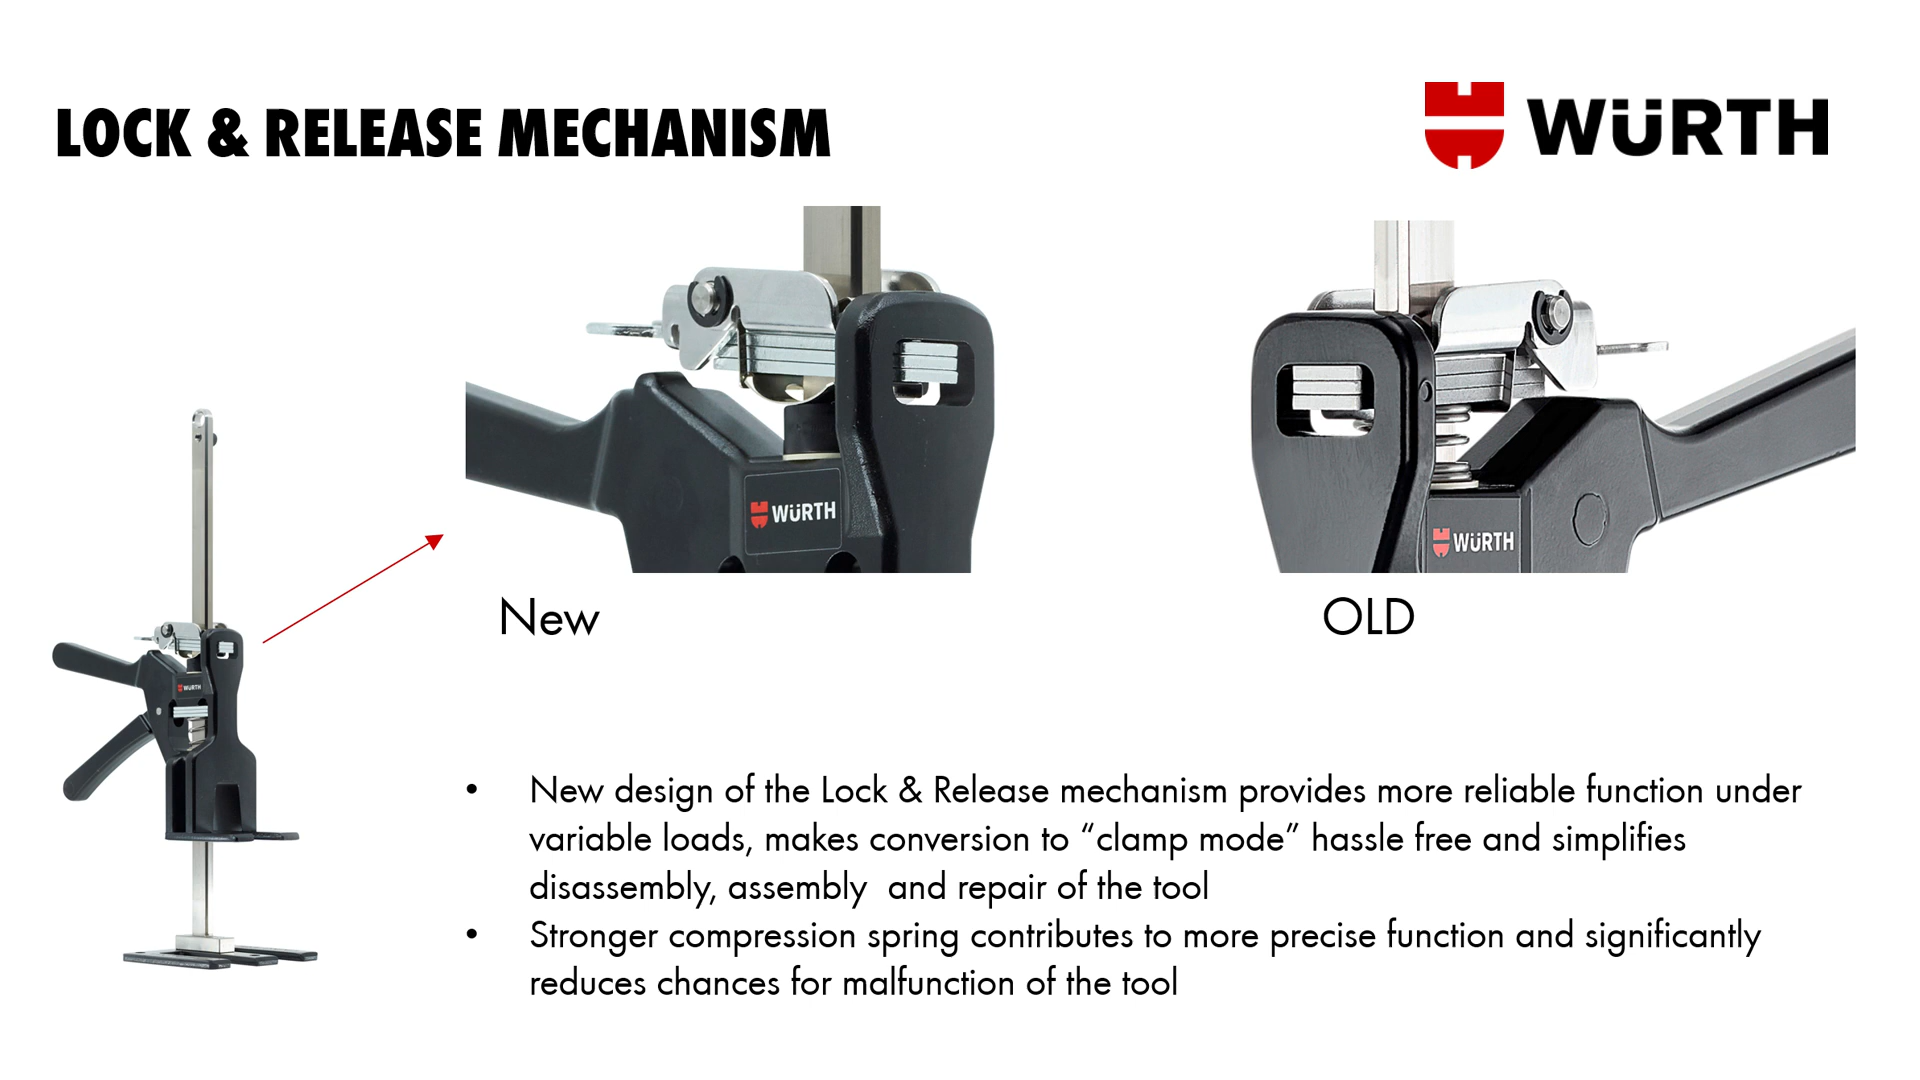 LOCK & RELEASE MECHANISM
WÜRTH
WÜRTH
WÜRTH
New
OLD
WÜRTH
• New design of the Lock & Release mechanism provides more reliable function under
variable loads, makes conversion to “clamp mode” hassle free and simplifies
disassembly, assembly  and repair of the tool
• Stronger compression spring contributes to more precise function and significantly
reduces chances for malfunction of the tool